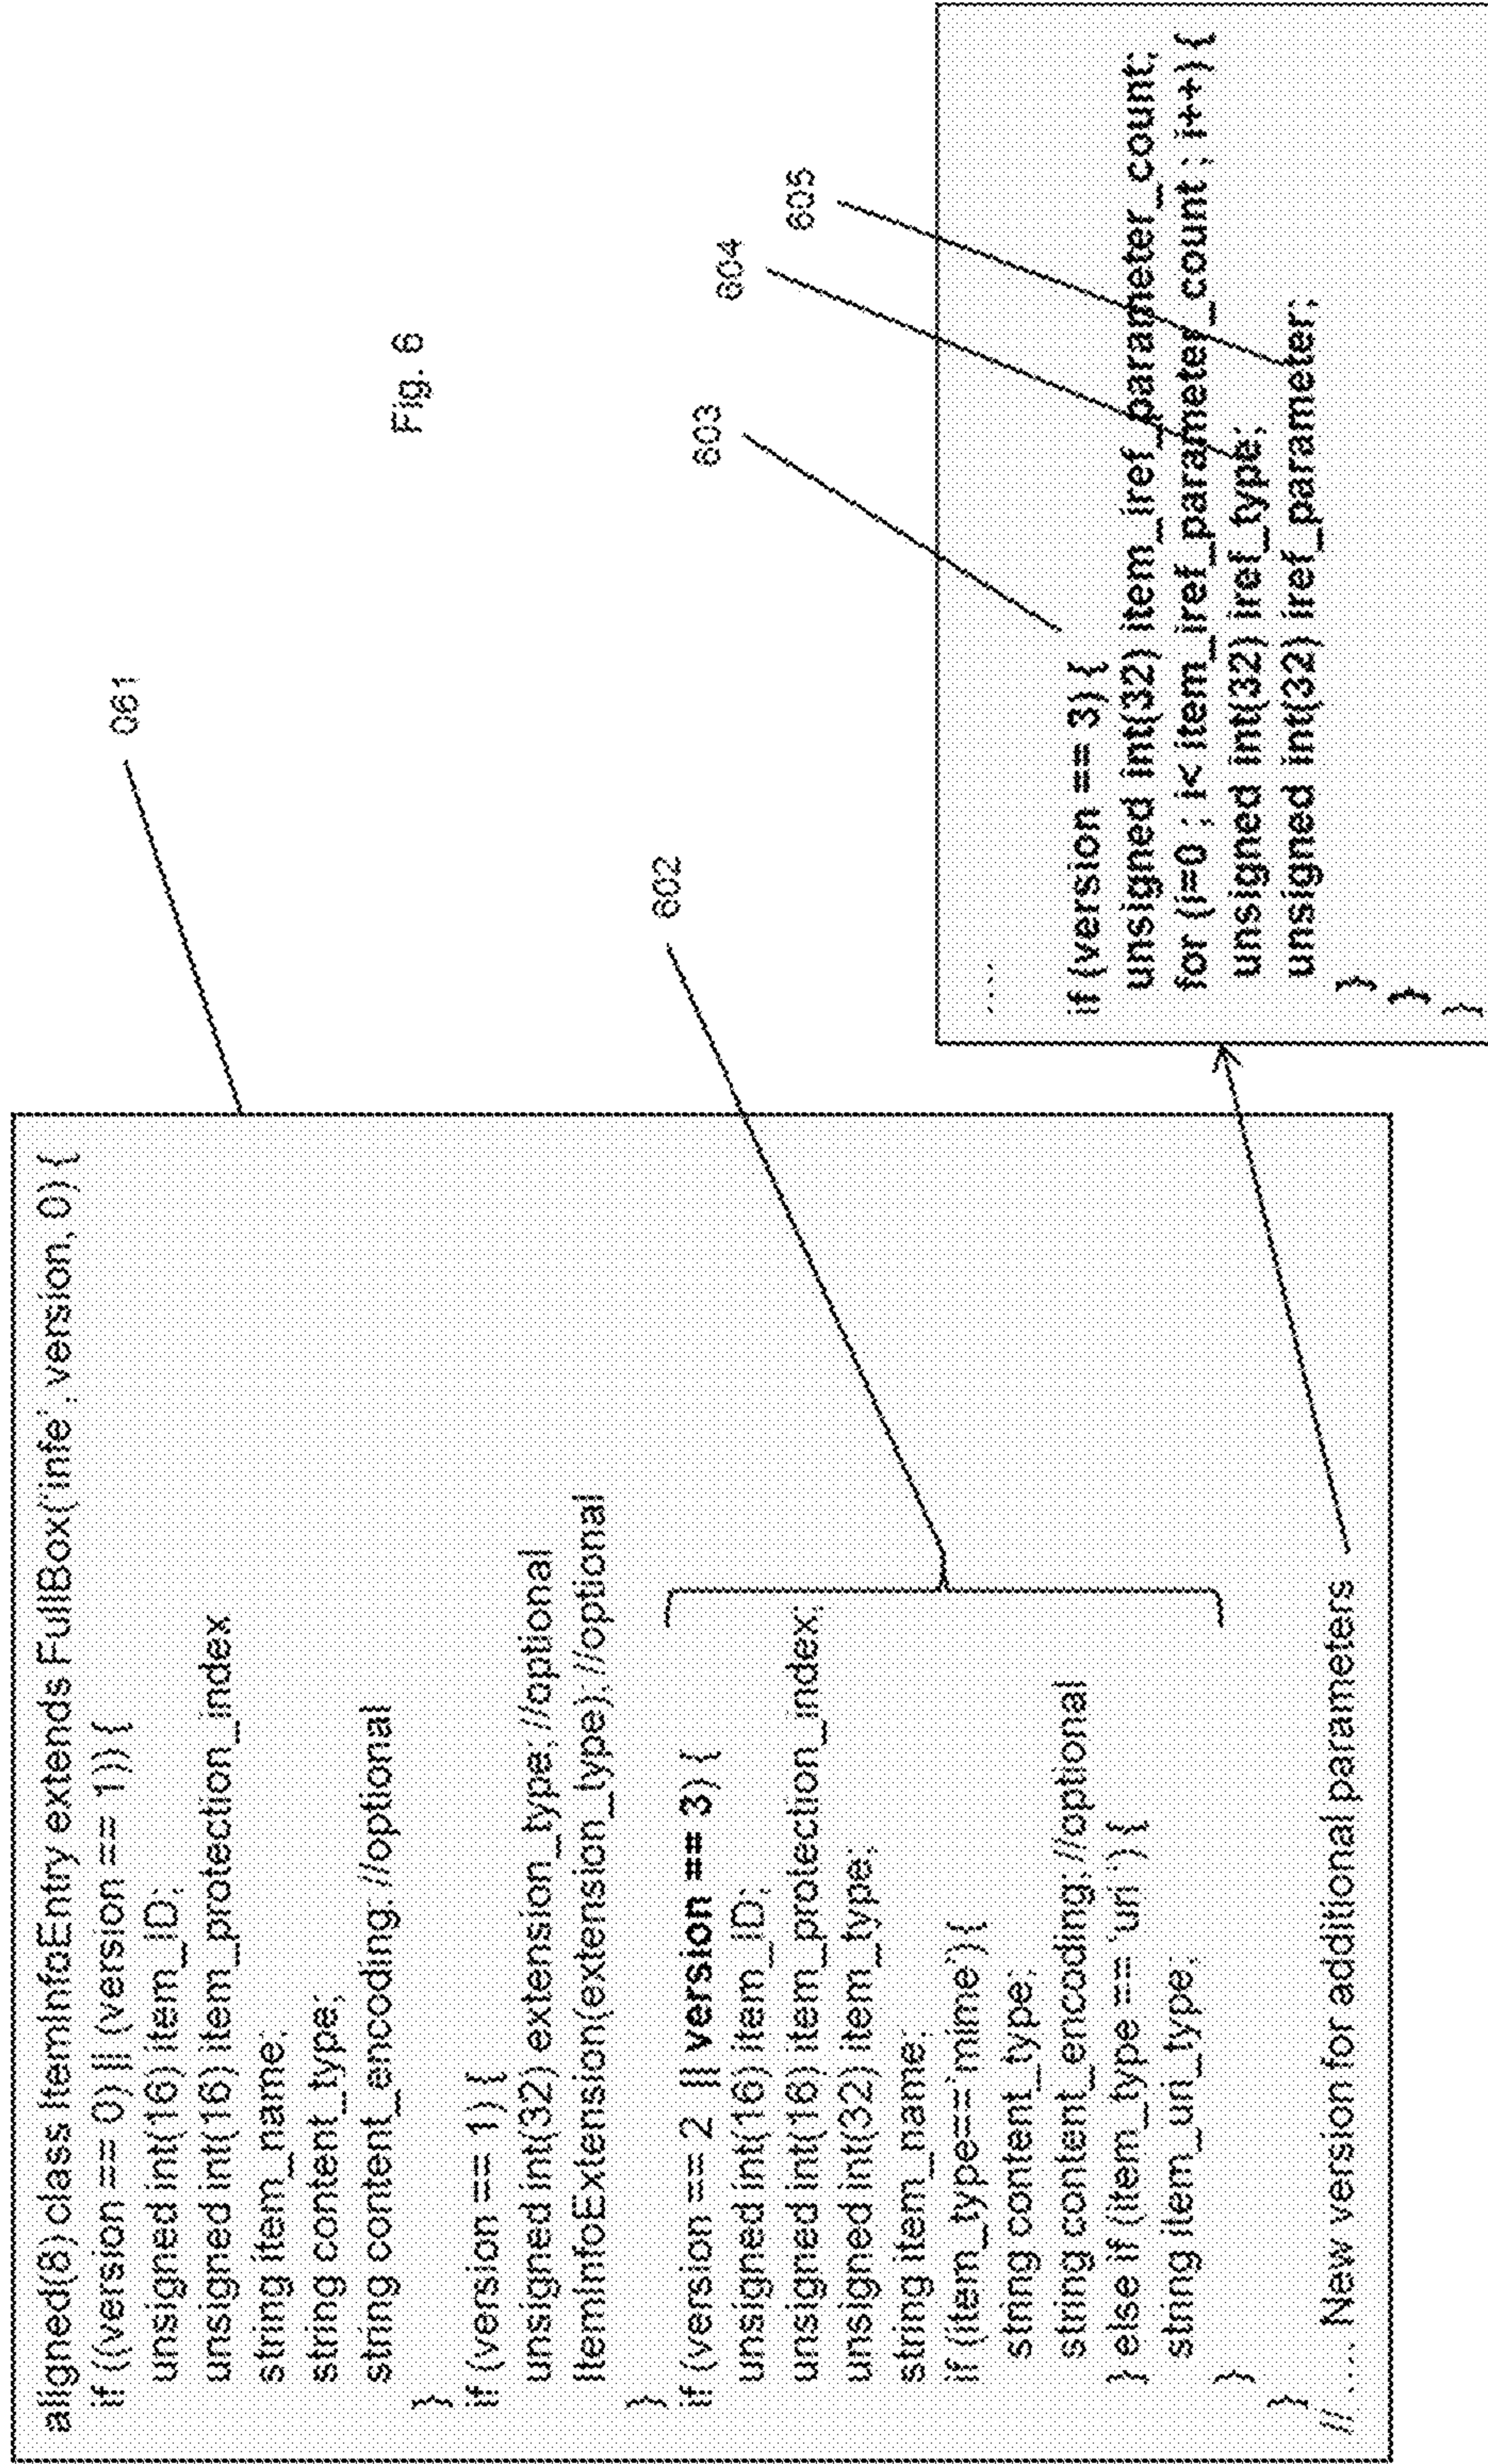 aligned(8) class ItemInfoEntry extends FullBox('infe', version, 0) {
if ((version == 0) || (version == 1)) {
unsigned int(16) item_ID;
unsigned int(16) item_protection_index
string item_name;
string content_type;
string content_encoding; //optional
}
if (version == 1) {
unsigned int(32) extension_type; //optional
ItemInfoExtension(extension_type); //optional
}
if (version == 2 || version == 3) {
unsigned int(16) item_ID;
unsigned int(16) item_protection_index;
unsigned int(32) item_type;
string item_name;
if (item_type=='mime') {
string content_type;
string content_encoding; //optional
} else if (item_type == 'uri ') {
string item_uri_type;
}
}
//..... New version for additional parameters
061
602
Fig. 6
603
604
605
....
if (version == 3) {
unsigned int(32) item_iref_parameter_count;
for (i=0 ; i< item_iref_parameter_count ; i++) {
unsigned int(32) iref_type;
unsigned int(32) iref_parameter;
}
}
}